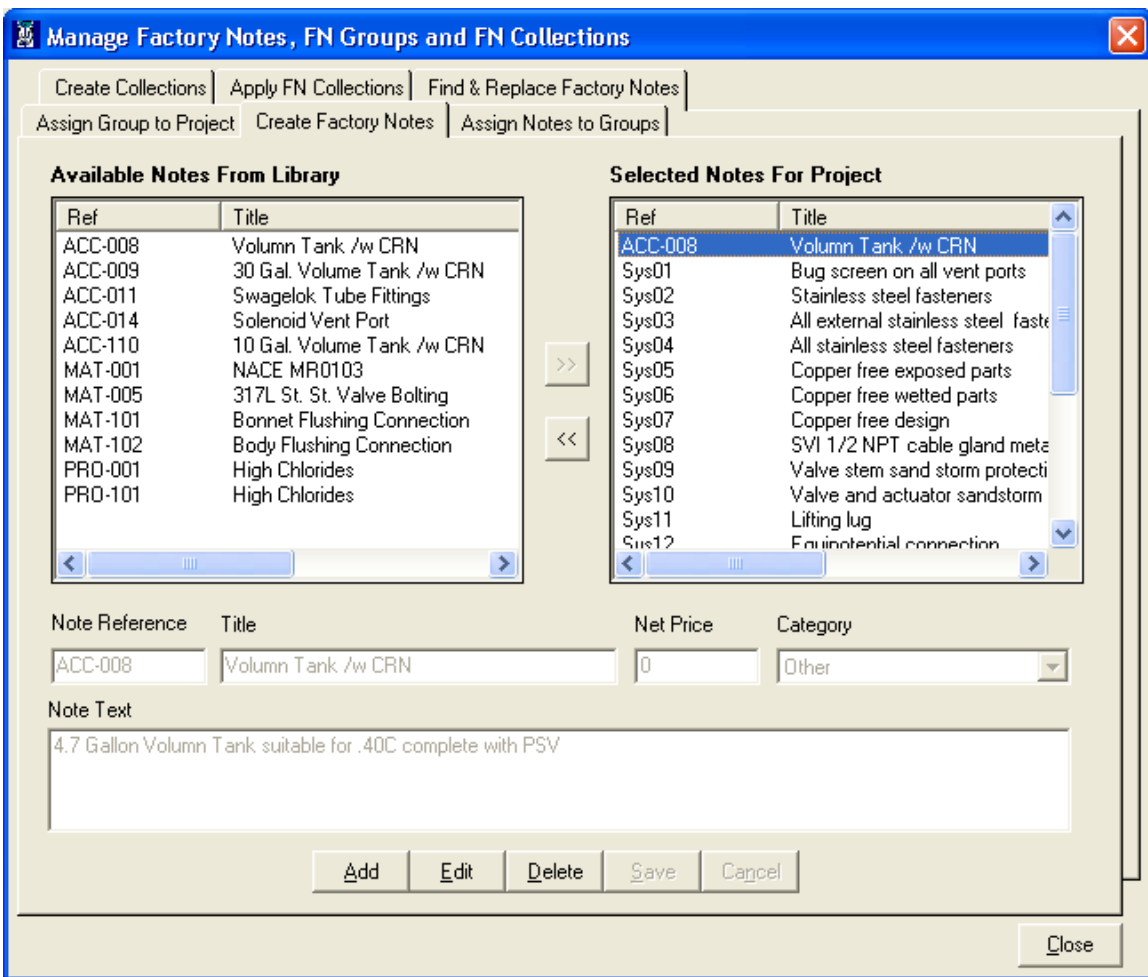 Manage Factory Notes, FN Groups and FN Collections
Create Collections Apply FN Collections Find & Replace Factory Notes
Assign Group to Project Create Factory Notes Assign Notes to Groups
Available Notes From Library
Ref Title
ACC-008 Volumn Tank /w CRN
ACC-009 30 Gal. Volume Tank /w CRN
ACC-011 Swagelok Tube Fittings
ACC-014 Solenoid Vent Port
ACC-110 10 Gal. Volume Tank /w CRN
MAT-001 NACE MR0103
MAT-005 317L St. St. Valve Bolting
MAT-101 Bonnet Flushing Connection
MAT-102 Body Flushing Connection
PRO-001 High Chlorides
PRO-101 High Chlorides
>>
<<
Selected Notes For Project
Ref Title
ACC-008 Volumn Tank /w CRN
Sys01 Bug screen on all vent ports
Sys02 Stainless steel fasteners
Sys03 All external stainless steel faste
Sys04 All stainless steel fasteners
Sys05 Copper free exposed parts
Sys06 Copper free wetted parts
Sys07 Copper free design
Sys08 SVI 1/2 NPT cable gland meta
Sys09 Valve stem sand storm protecti
Sys10 Valve and actuator sandstorm
Sys11 Lifting lug
Sys12 Equipotential connection
Note Reference Title Net Price Category
ACC-008 Volumn Tank /w CRN 0 Other
Note Text
4.7 Gallon Volumn Tank suitable for .40C complete with PSV
Add Edit Delete Save Cancel
Close